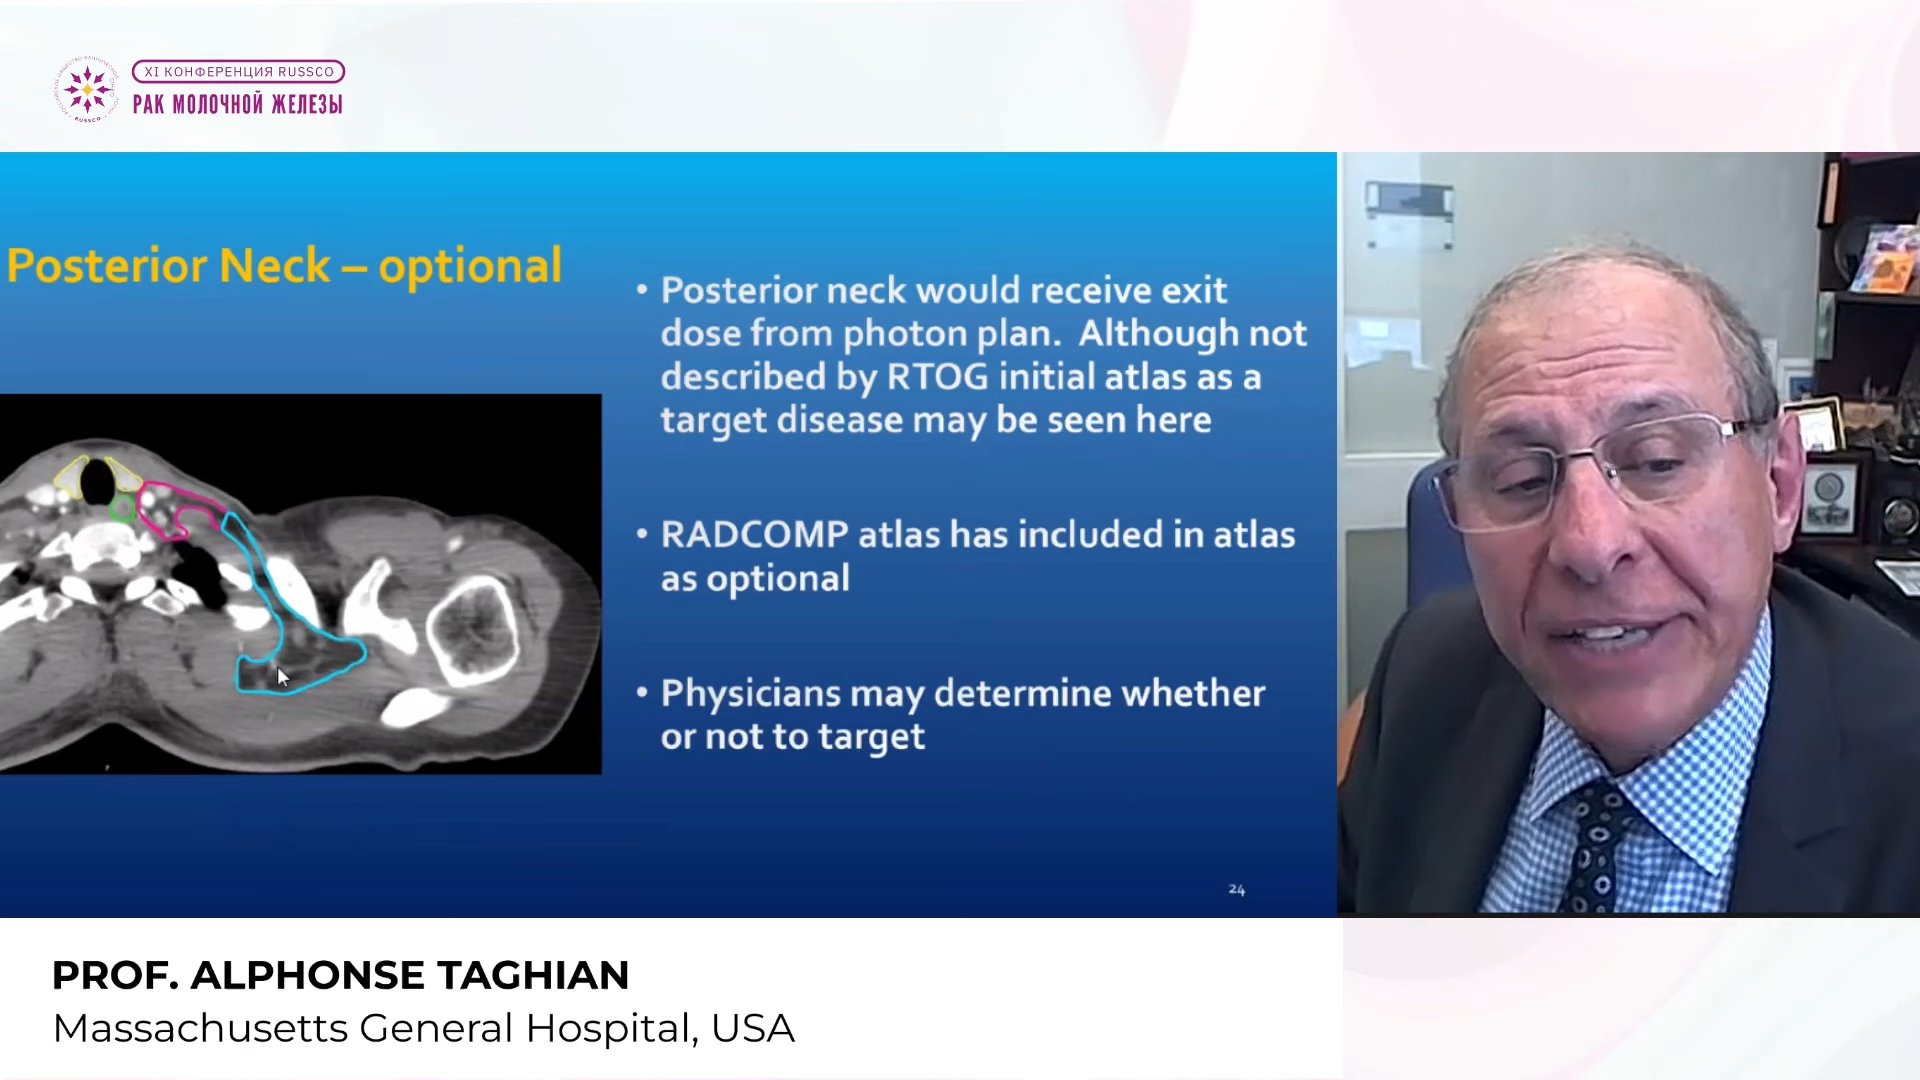 XI КОНФЕРЕНЦИЯ RUSSCO
РАК МОЛОЧНОЙ ЖЕЛЕЗЫ
RUSSCO
Posterior Neck – optional
• Posterior neck would receive exit
dose from photon plan. Although not
described by RTOG initial atlas as a
target disease may be seen here
• RADCOMP atlas has included in atlas
as optional
• Physicians may determine whether
or not to target
24
PROF. ALPHONSE TAGHIAN
Massachusetts General Hospital, USA